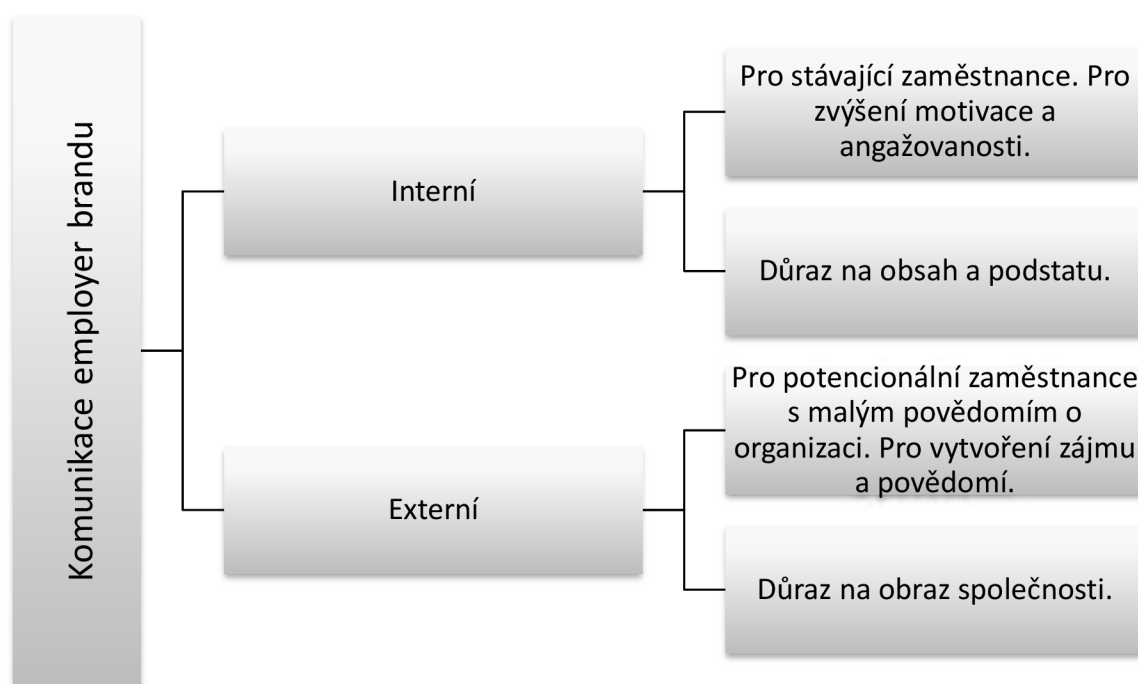 Komunikace employer brandu
Interní
Pro stávající zaměstnance. Pro
zvýšení motivace a
angažovanosti.
Důraz na obsah a podstatu.
Externí
Pro potencionální zaměstnance
s malým povědomím o
organizaci. Pro vytvoření zájmu
a povědomí.
Důraz na obraz společnosti.